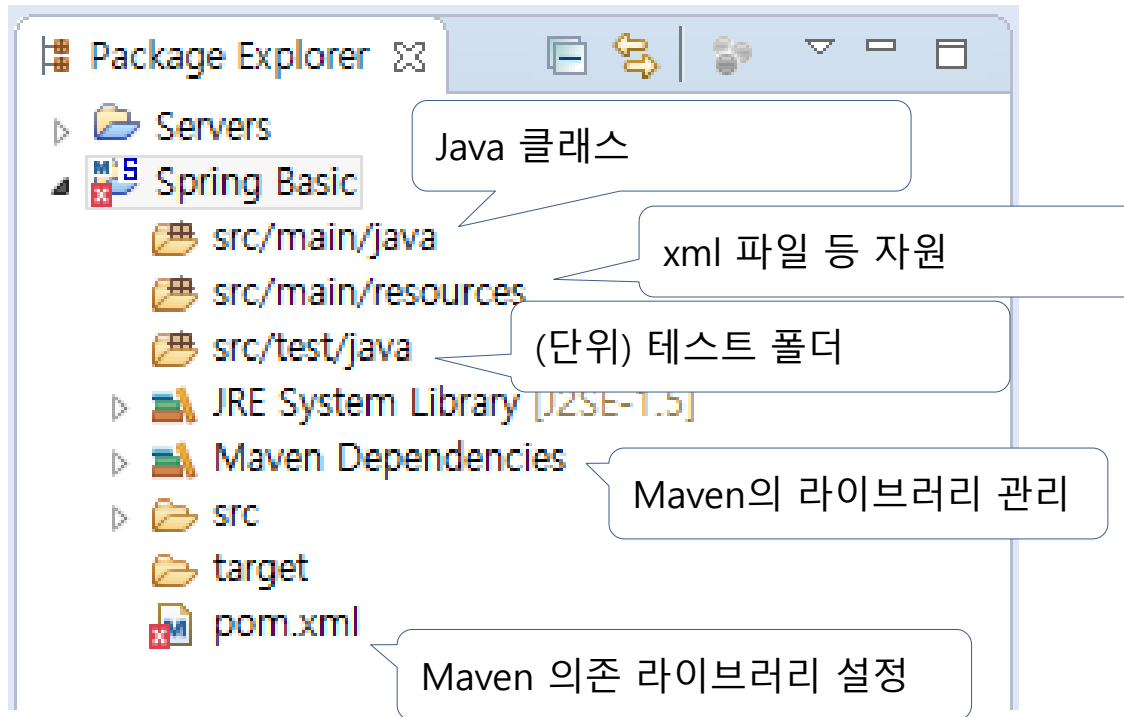 Package Explorer
Servers
Java 클래스
Spring Basic
src/main/java
xml 파일 등 자원
src/main/resources
src/test/java
(단위) 테스트 폴더
JRE System Library [J2SE-1.5]
Maven Dependencies
Maven의 라이브러리 관리
src
target
pom.xml
Maven 의존 라이브러리 설정